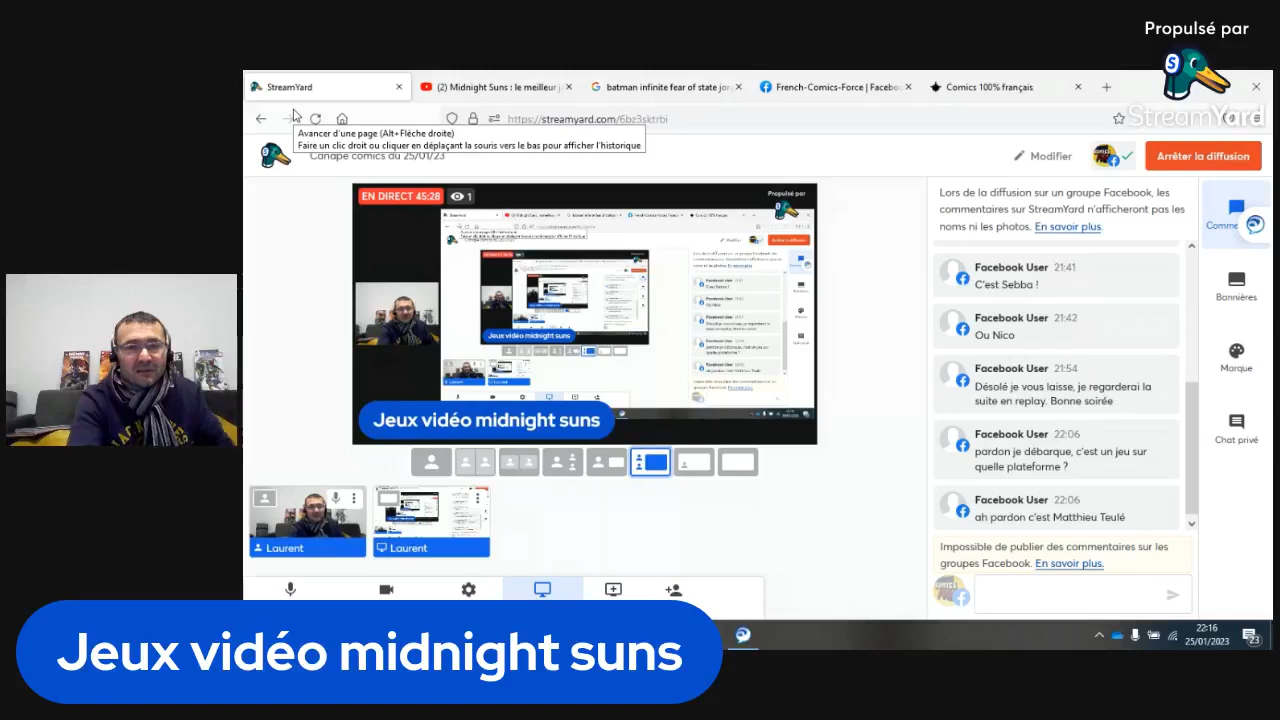 Propulsé par
StreamYard
StreamYard
(2) Midnight Suns : le meilleur j
batman infinite fear of state jo
French-Comics-Force | Facebo
Comics 100% français
https://streamyard.com/6bz3sktrbi
Avancer d'une page (Alt+Flèche droite)
Faire un clic droit ou cliquer en déplaçant la souris vers le bas pour afficher l'historique
Canapé comics du 25/01/23
Modifier
Arrêter la diffusion
EN DIRECT 45:28
1
Propulsé par
Jeux vidéo midnight suns
Laurent
Laurent
Jeux vidéo midnight suns
Laurent
Laurent
Lors de la diffusion sur un groupe Facebook, les
commentaires sur StreamYard n'afficheront pas les
noms ni les photos. En savoir plus.
Facebook User 21:41
C'est Sebba !
Facebook User 21:42
Ou Nico
Facebook User 21:54
Désolé je vous laisse, je regarderai la
suite en replay. Bonne soirée
Facebook User 22:06
pardon je débarque, c'est un jeu sur
quelle plateforme ?
Facebook User 22:06
ah pardon c'est Matthieu Teulé
Impossible de publier des commentaires sur les
groupes Facebook. En savoir plus.
Comme
Bannières
Marque
Chat privé
22:16
25/01/2023
23
Jeux vidéo midnight suns